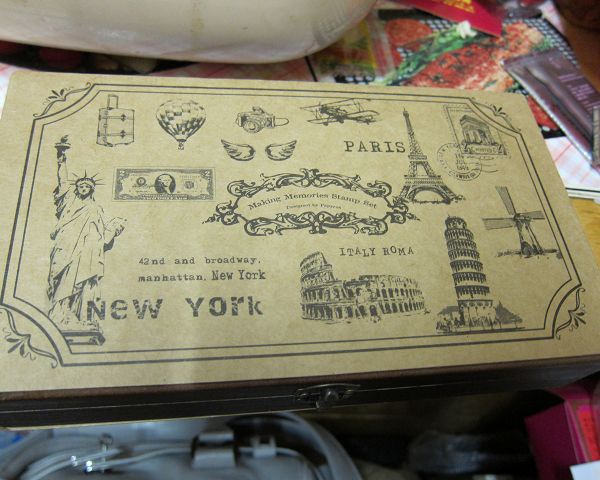 PARIS
Making Memories Stamp Set
42nd and broadway.
manhattan. New York
New York
ITALY ROMA